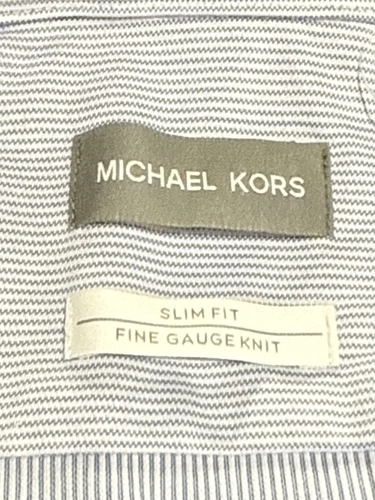 MICHAEL KORS
SLIM FIT
FINE GAUGE KNIT